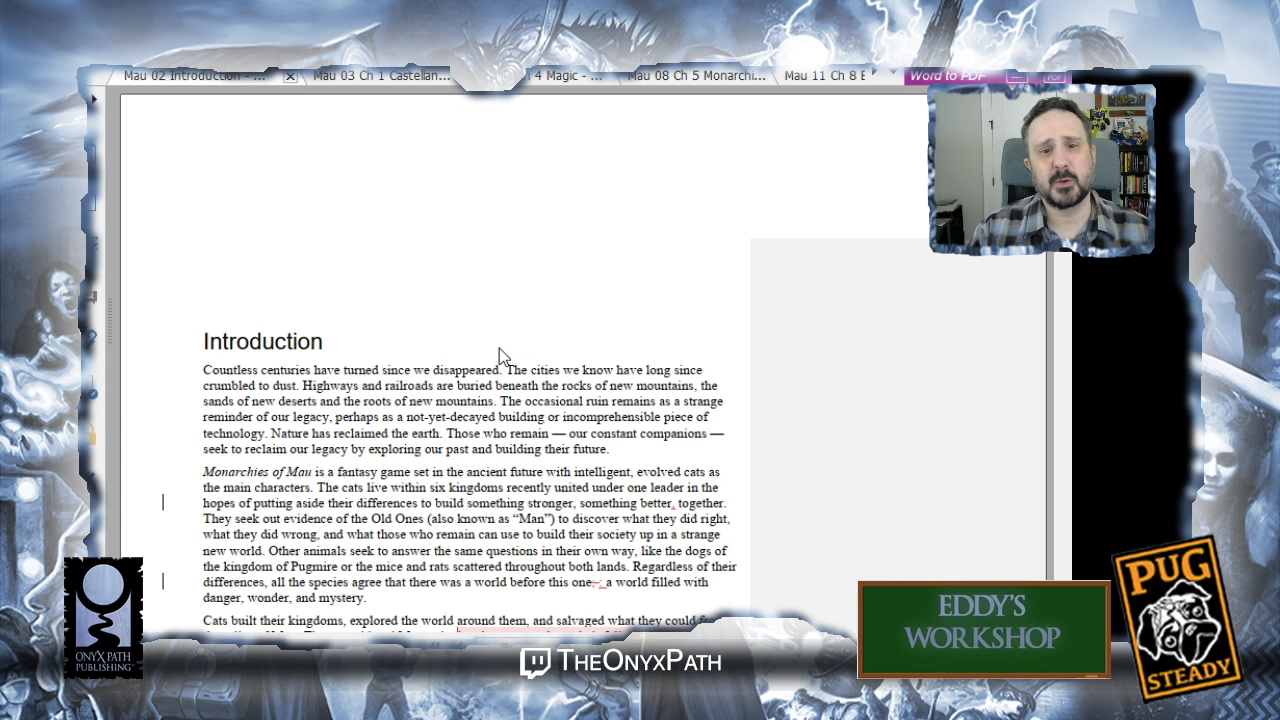 Mau 02 Introduction - ...
Mau 03 Ch 1 Castellan...
4 Magic - ...
Mau 08 Ch 5 Monarchi...
Mau 11 Ch 8 E
Word to PDF
PDF
Introduction
Countless centuries have turned since we disappeared. The cities we know have long since
crumbled to dust. Highways and railroads are buried beneath the rocks of new mountains, the
sands of new deserts and the roots of new mountains. The occasional ruin remains as a strange
reminder of our legacy, perhaps as a not-yet-decayed building or incomprehensible piece of
technology. Nature has reclaimed the earth. Those who remain — our constant companions —
seek to reclaim our legacy by exploring our past and building their future.
Monarchies of Mau is a fantasy game set in the ancient future with intelligent, evolved cats as
the main characters. The cats live within six kingdoms recently united under one leader in the
hopes of putting aside their differences to build something stronger, something better, together.
They seek out evidence of the Old Ones (also known as “Man”) to discover what they did right,
what they did wrong, and what those who remain can use to build their society up in a strange
new world. Other animals seek to answer the same questions in their own way, like the dogs of
the kingdom of Pugmire or the mice and rats scattered throughout both lands. Regardless of their
differences, all the species agree that there was a world before this one: a world filled with
danger, wonder, and mystery.
Cats built their kingdoms, explored the world around them, and salvaged what they could
ONYX PATH
PUBLISHING™
THEONYXPATH
EDDY'S
WORKSHOP
PUG
STEADY